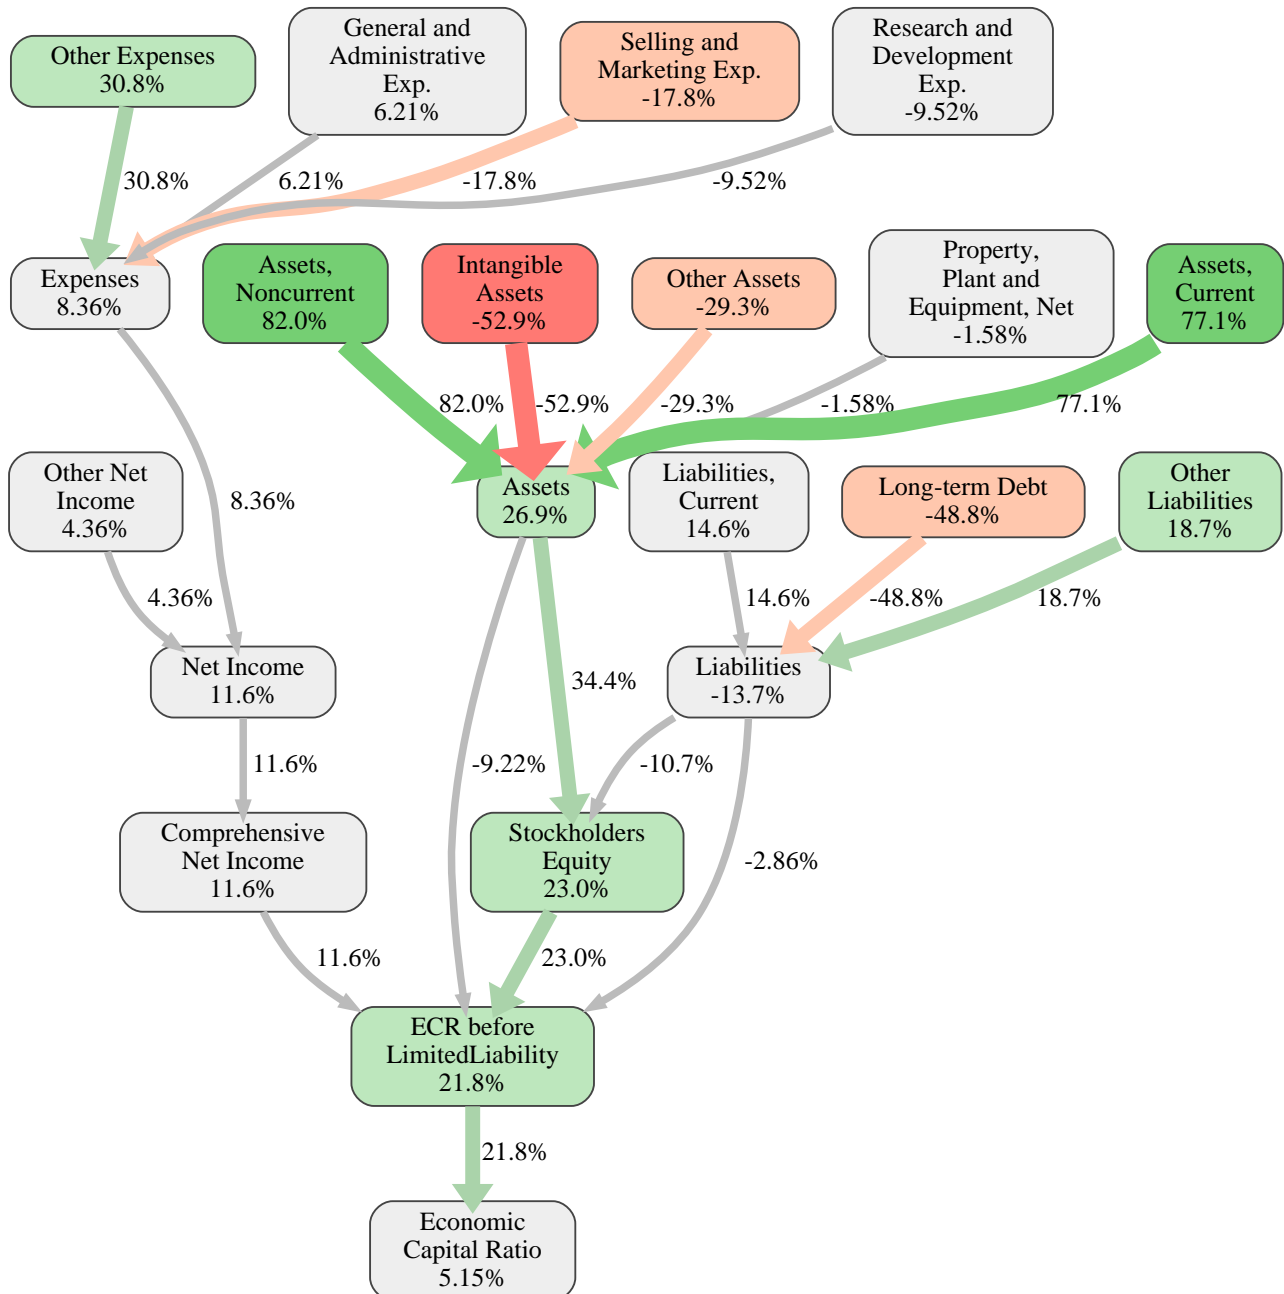 Other Expenses
30.8%
General and
Administrative
Exp.
6.21%
Selling and
Marketing Exp.
-17.8%
Research and
Development
Exp.
-9.52%
30.8%
6.21%
-17.8%
-9.52%
Expenses
8.36%
Assets,
Noncurrent
82.0%
Intangible
Assets
-52.9%
Other Assets
-29.3%
Property,
Plant and
Equipment, Net
-1.58%
Assets,
Current
77.1%
82.0%
-52.9%
-29.3%
-1.58%
77.1%
Other Net
Income
4.36%
8.36%
Assets
26.9%
Liabilities,
Current
14.6%
Long-term Debt
-48.8%
Other
Liabilities
18.7%
4.36%
14.6%
-48.8%
18.7%
Net Income
11.6%
34.4%
Liabilities
-13.7%
11.6%
-9.22%
-10.7%
Comprehensive
Net Income
11.6%
Stockholders
Equity
23.0%
-2.86%
11.6%
23.0%
ECR before
LimitedLiability
21.8%
21.8%
Economic
Capital Ratio
5.15%